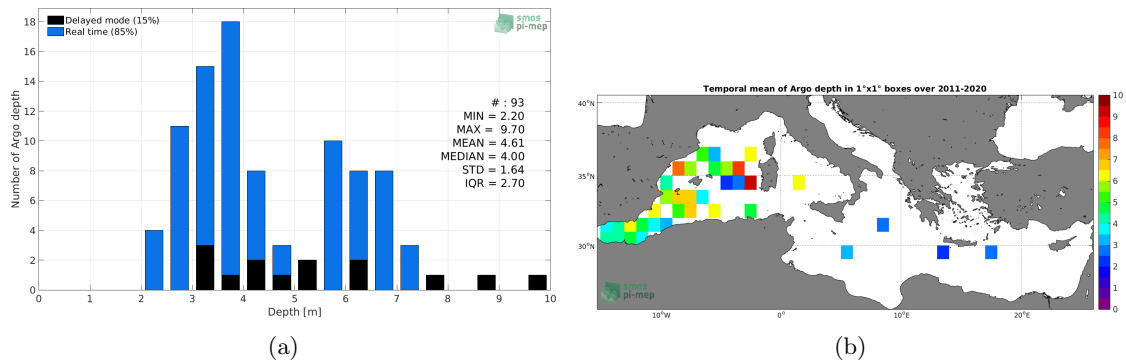 Delayed mode (15%)
Real time (85%)
smos
pi-mep
18
16
14
12
10
8
6
4
2
0
Number of Argo depth
# : 93
MIN = 2.20
MAX = 9.70
MEAN = 4.61
MEDIAN = 4.00
STD = 1.64
IQR = 2.70
0 1 2 3 4 5 6 7 8 9 10
Depth [m]
(a)
Temporal mean of Argo depth in 1°x1° boxes over 2011-2020
40°N
35°N
30°N
10°W 0° 10°E 20°E
smos
pi-mep
10
9
8
7
6
5
4
3
2
1
0
(b)